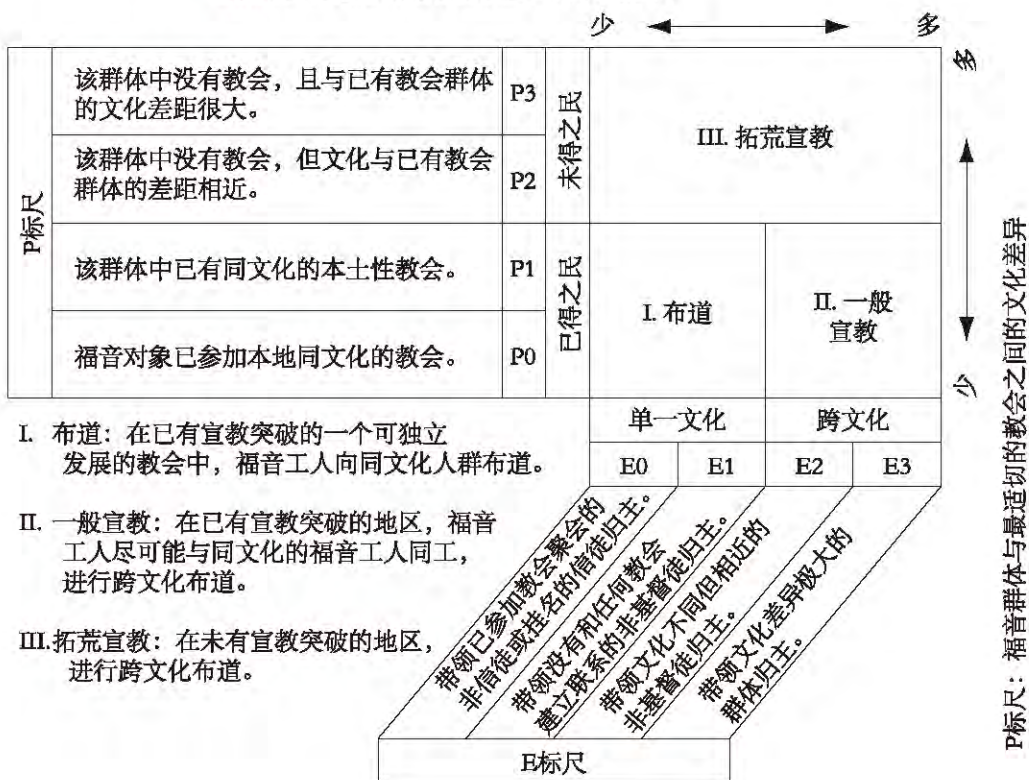 少 多
多
少
P标尺
该群体中没有教会，且与已有教会群体
的文化差距很大。
P3
该群体中没有教会，但文化与已有教会
群体的差距相近。
P2
未得之民
III. 拓荒宣教
该群体中已有同文化的本土性教会。
P1
福音对象已参加本地同文化的教会。
P0
已得之民
I. 布道
II. 一般
宣教
单一文化 跨文化
E0 E1 E2 E3
I. 布道：在已有宣教突破的一个可独立
发展的教会中，福音工人向同文化人群布道。
II. 一般宣教：在已有宣教突破的地区，福音
工人尽可能与同文化的福音工人同工，
进行跨文化布道。
III.拓荒宣教：在未有宣教突破的地区，
进行跨文化布道。
带领已参加教会聚会的
非信徒或挂名的信徒归主。
带领没有和任何教会
建立联系的非基督徒归主。
带领文化不同但相近的
非基督徒归主。
带领文化差异极大的
群体归主。
E标尺
P标尺：福音群体与最适切的教会之间的文化差异